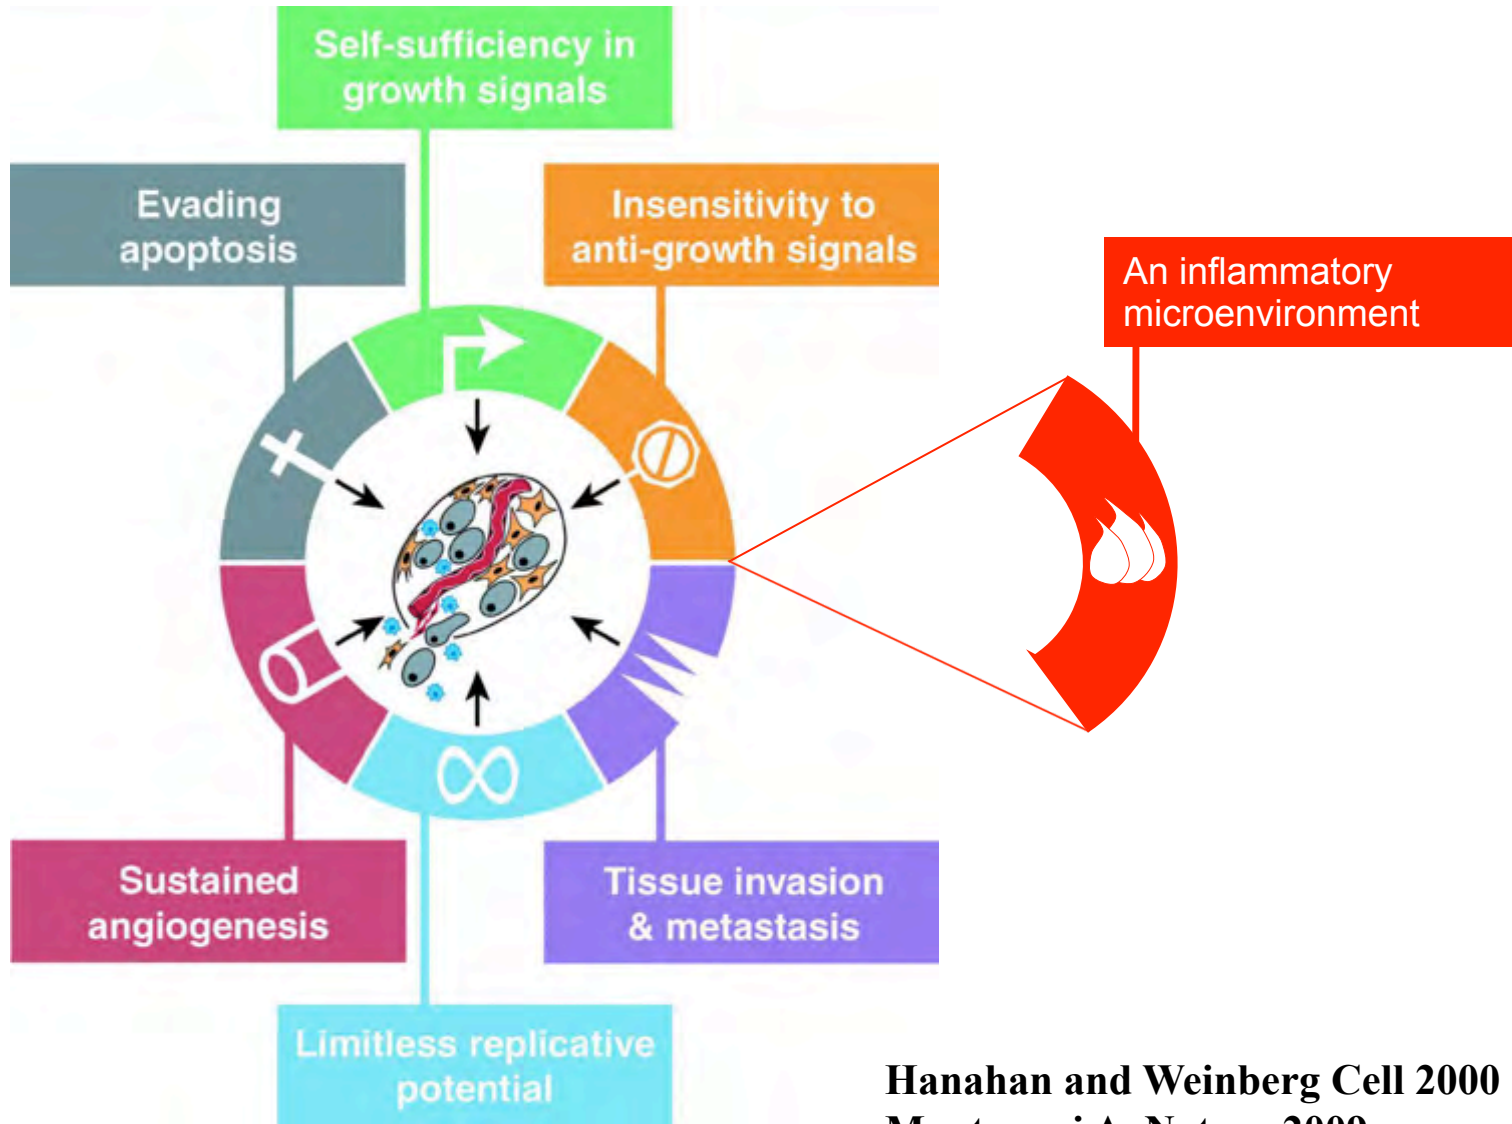 Self-sufficiency in
growth signals
Evading
apoptosis
Insensitivity to
anti-growth signals
An inflammatory
microenvironment
Sustained
angiogenesis
Tissue invasion
& metastasis
Limitless replicative
potential
Hanahan and Weinberg Cell 2000